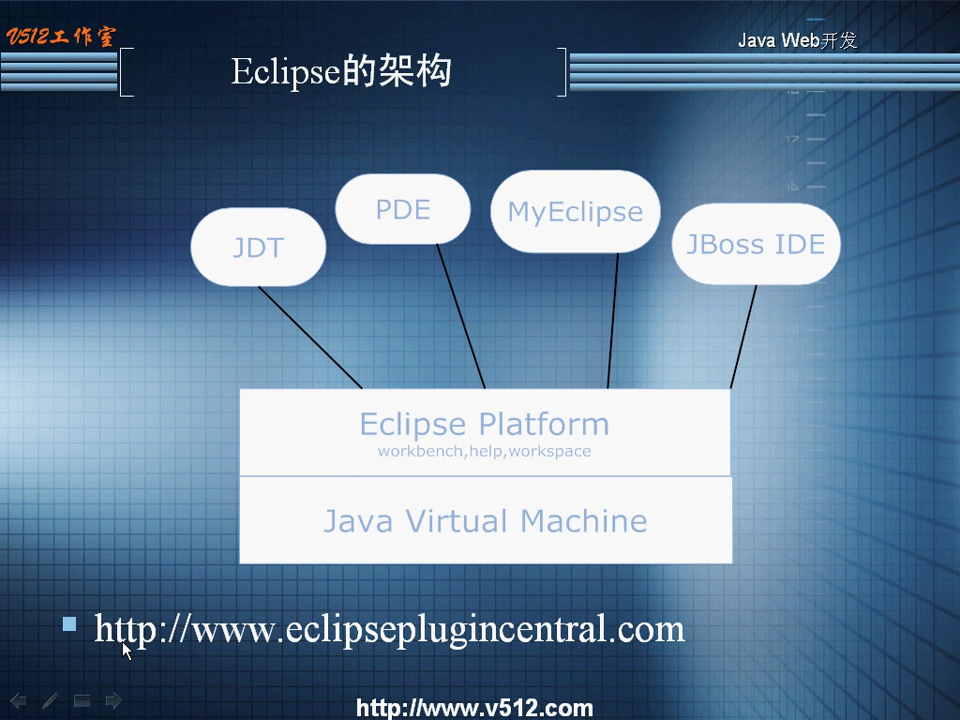 V512工作室
Java Web开发
Eclipse的架构
JDT
PDE
MyEclipse
JBoss IDE
Eclipse Platform
workbench,help,workspace
Java Virtual Machine
http://www.eclipseplugincentral.com
http://www.v512.com
17
16